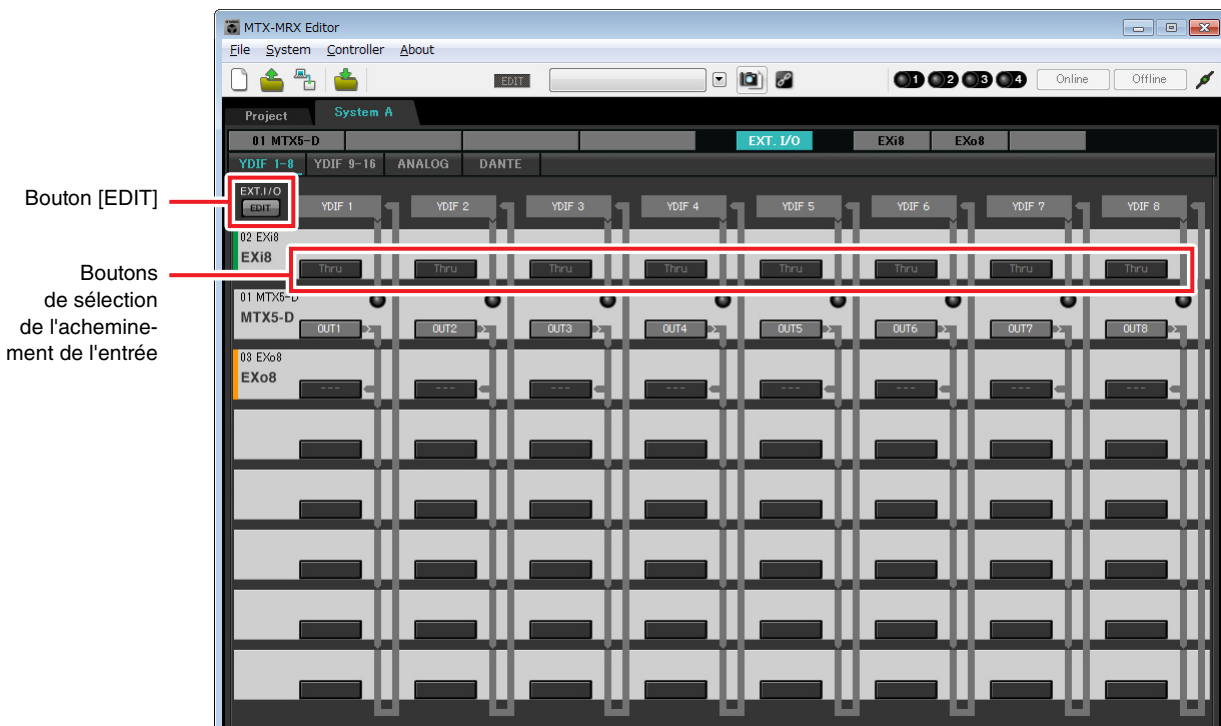 MTX-MRX Editor
File System Controller About
EDIT 1 2 3 4 Online Offline
Project System A
01 MTX5-D EXT. I/O EXi8 EXo8
YDIF 1-8 YDIF 9-16 ANALOG DANTE
Bouton [EDIT]
EXT.I/O
EDIT YDIF 1 YDIF 2 YDIF 3 YDIF 4 YDIF 5 YDIF 6 YDIF 7 YDIF 8
02 EXi8
EXi8
Thru Thru Thru Thru Thru Thru Thru Thru
Boutons
de sélection
de l'achemine-
ment de l'entrée
01 MTX5-D
MTX5-D
OUT1 OUT2 OUT3 OUT4 OUT5 OUT6 OUT7 OUT8
03 EXo8
EXo8
--- --- --- --- --- --- --- ---